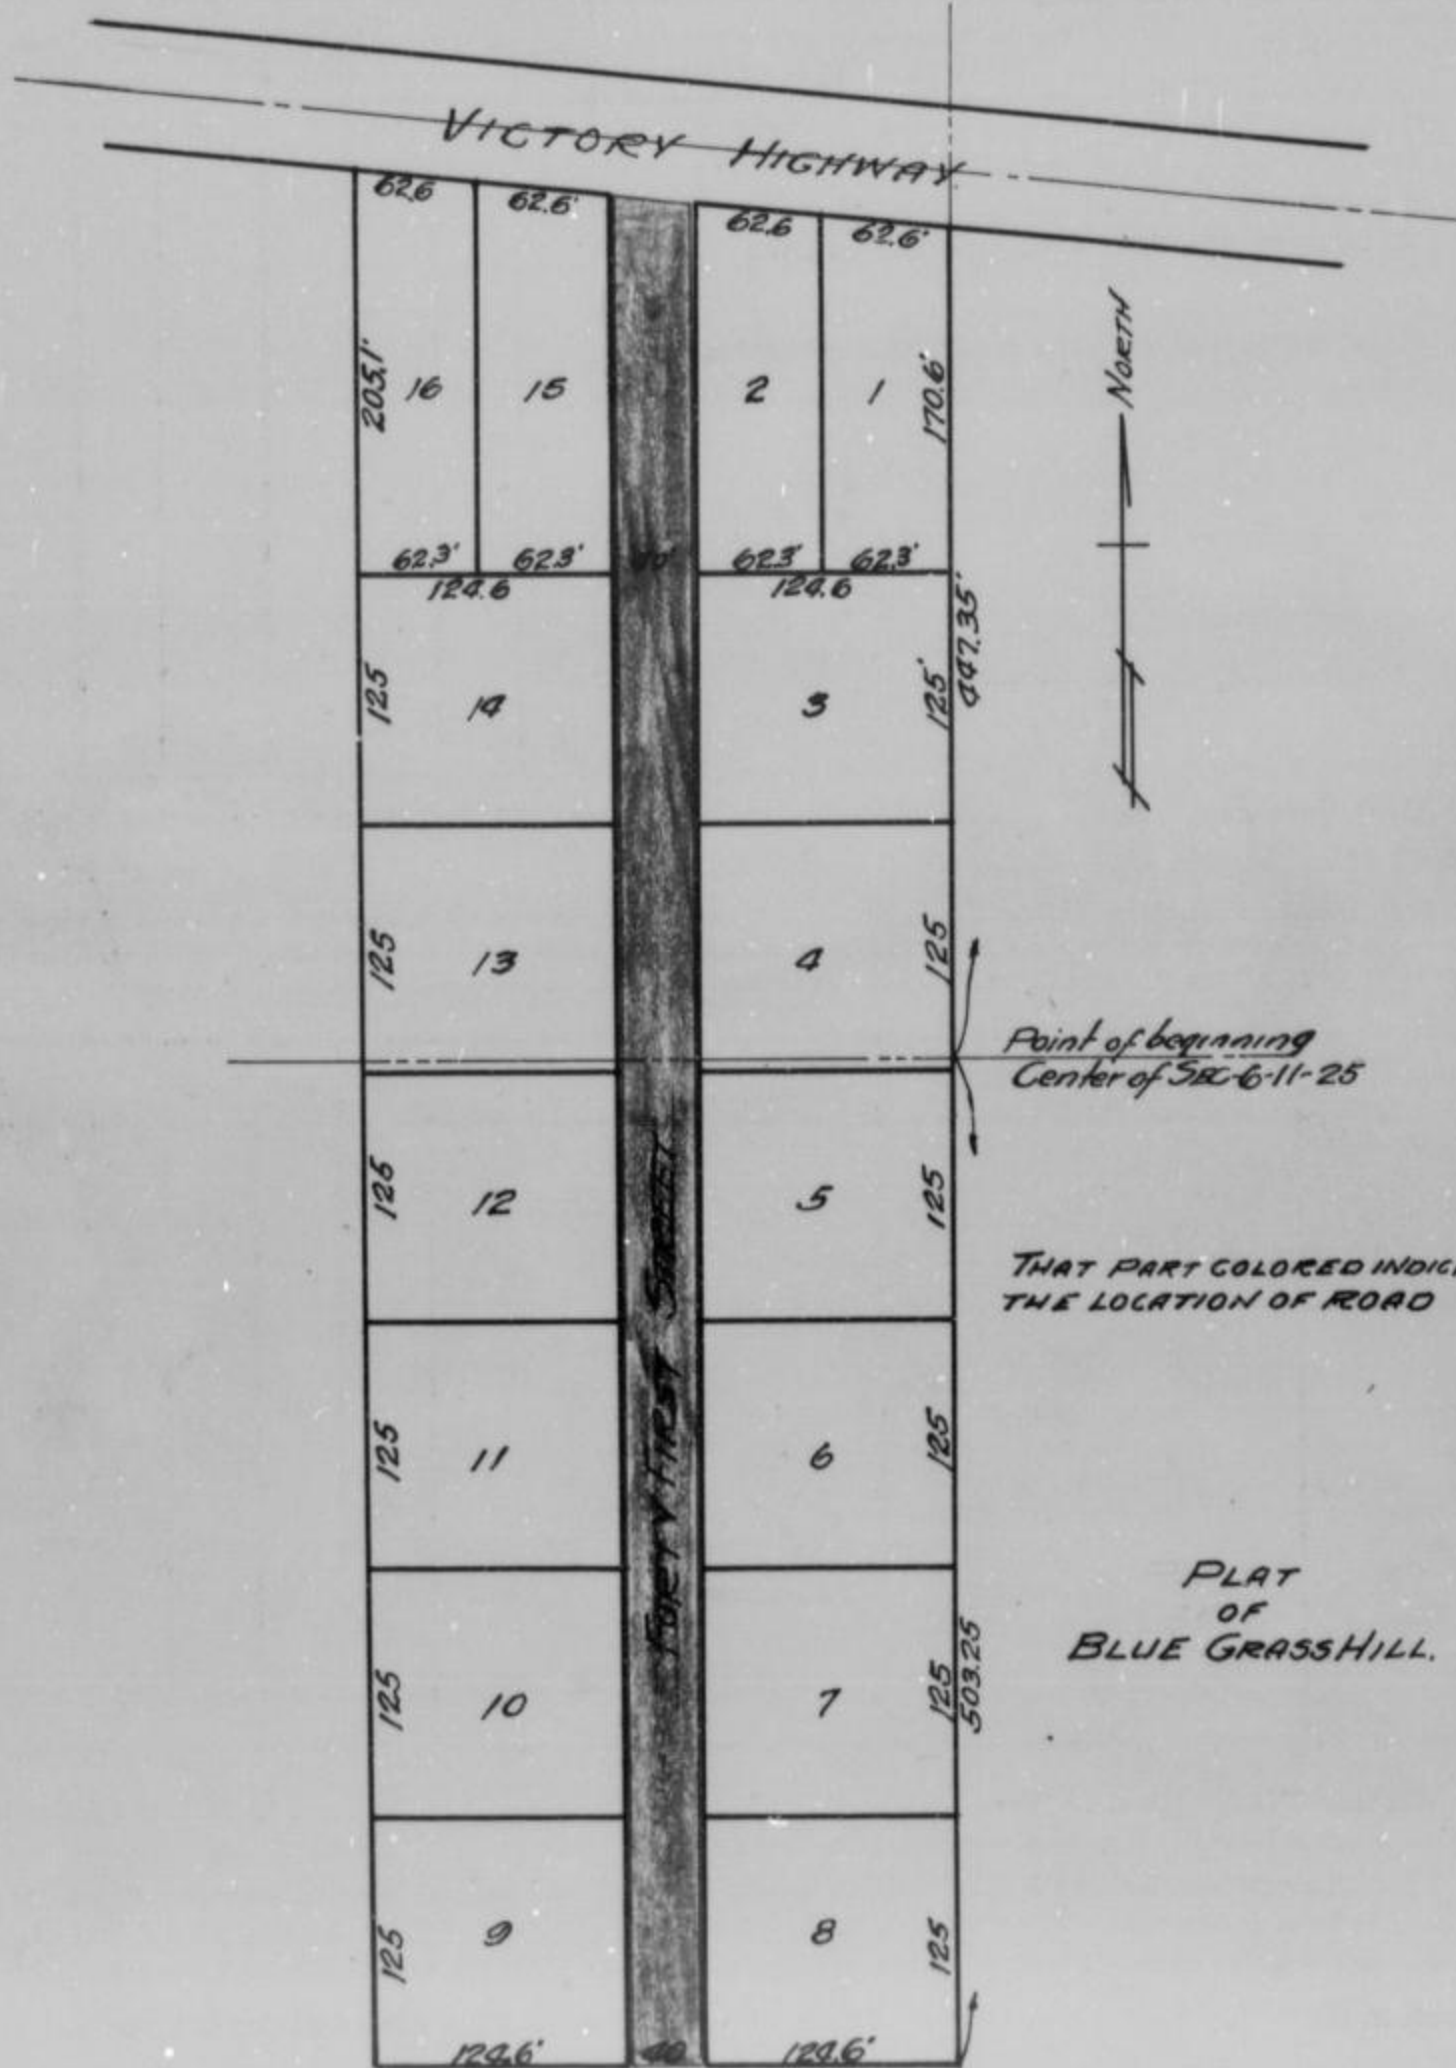 VICTORY HIGHWAY
62.6 62.6' 62.6 62.6'
205.1' 16 15 2 1 170.6'
NORTH
62.3' 62.3' 40' 62.3' 62.3'
124.6 124.6
447.35'
125 14 3 125'
125 13 4 125
Point of beginning
Center of SEC-6-11-25
125 12 5 125
THAT PART COLORED INDIC
THE LOCATION OF ROAD
FORTY FIRST STREET
125 11 6 125
PLAT
OF
BLUE GRASS HILL.
125 10 7 125
503.25
125 9 8 125
124.6' 40 124.6'